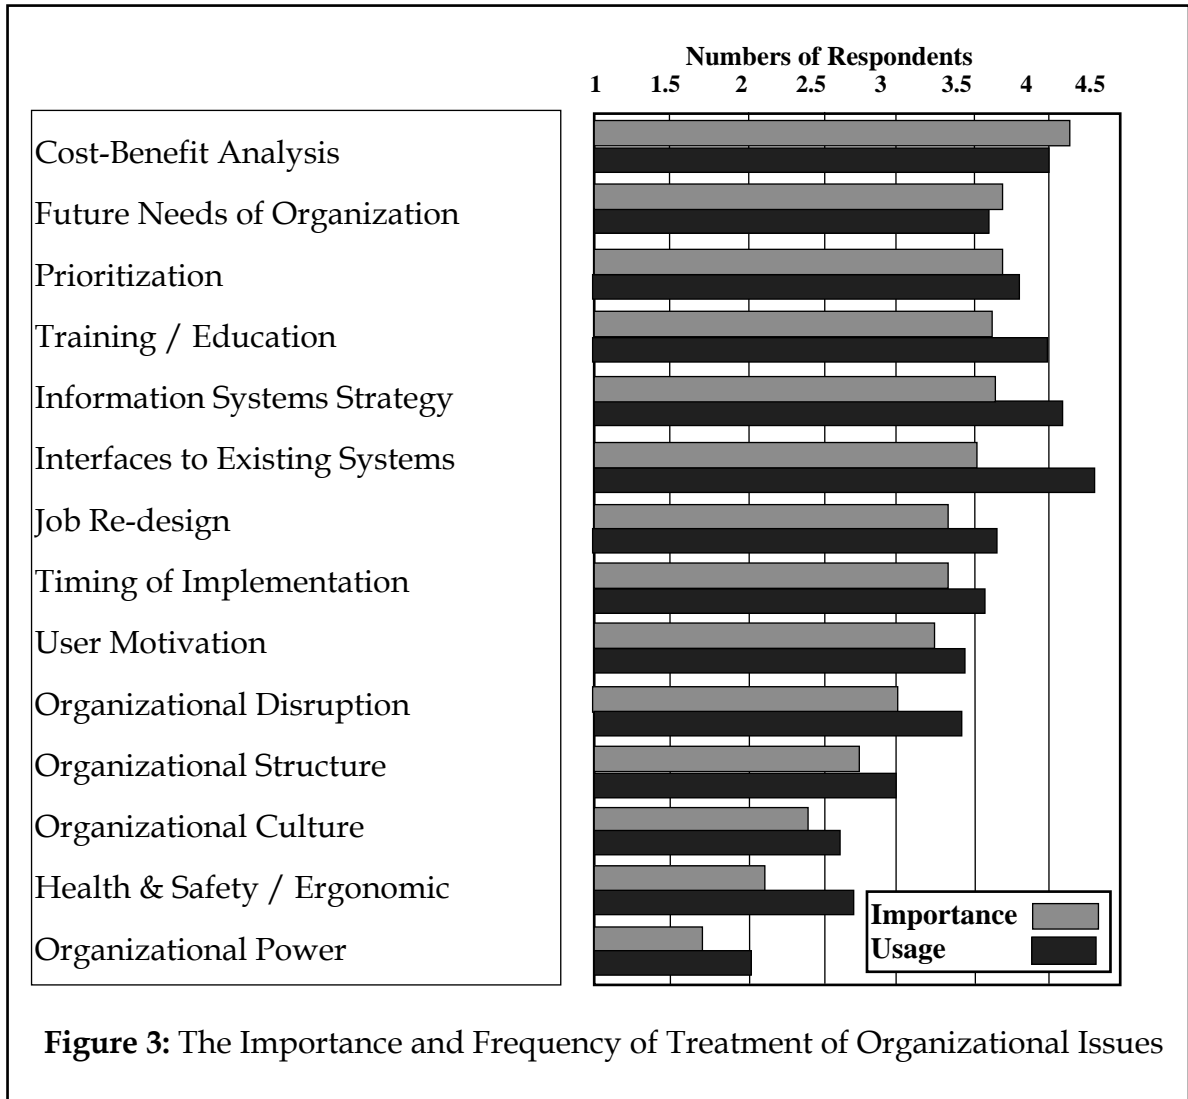 Numbers of Respondents
1 1.5 2 2.5 3 3.5 4 4.5
Cost-Benefit Analysis
Future Needs of Organization
Prioritization
Training / Education
Information Systems Strategy
Interfaces to Existing Systems
Job Re-design
Timing of Implementation
User Motivation
Organizational Disruption
Organizational Structure
Organizational Culture
Health & Safety / Ergonomic
Organizational Power
Importance
Usage
Figure 3: The Importance and Frequency of Treatment of Organizational Issues